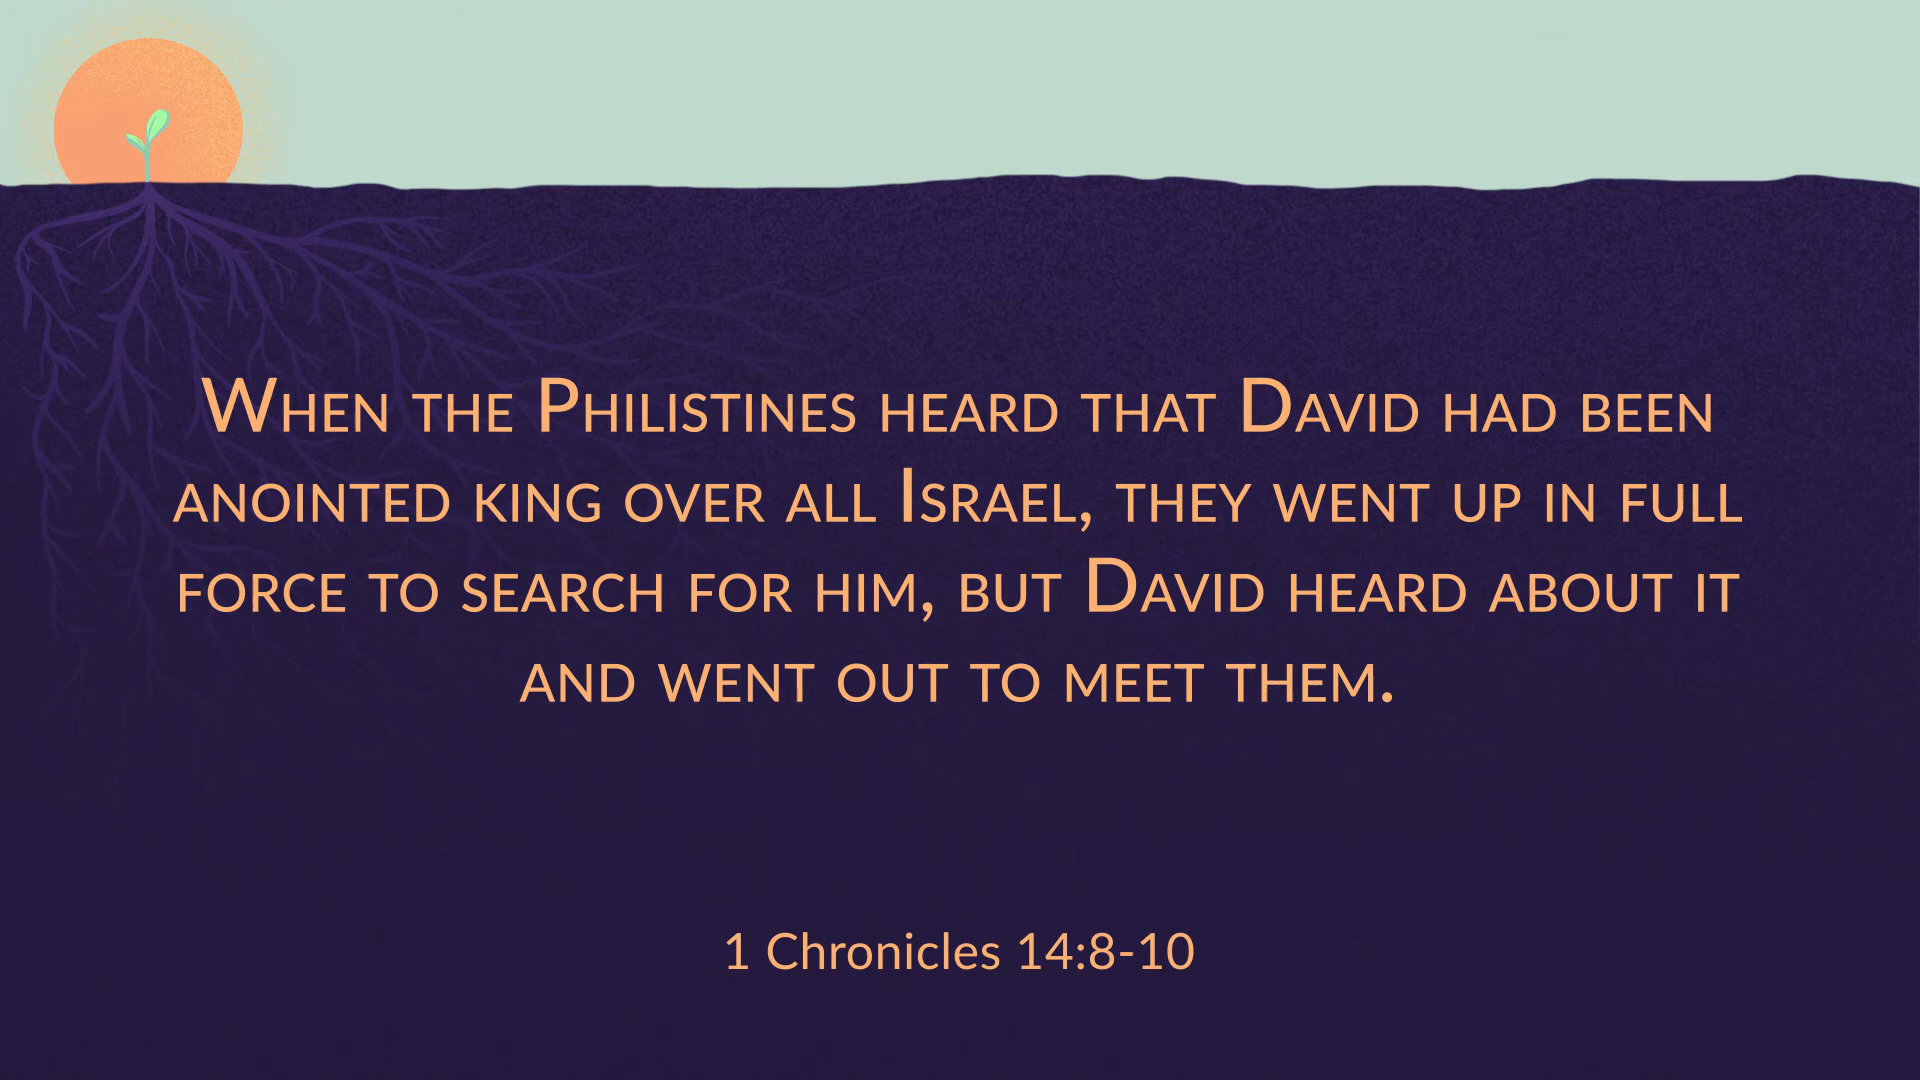 When the Philistines heard that David had been
anointed king over all Israel, they went up in full
force to search for him, but David heard about it
and went out to meet them.
1 Chronicles 14:8-10